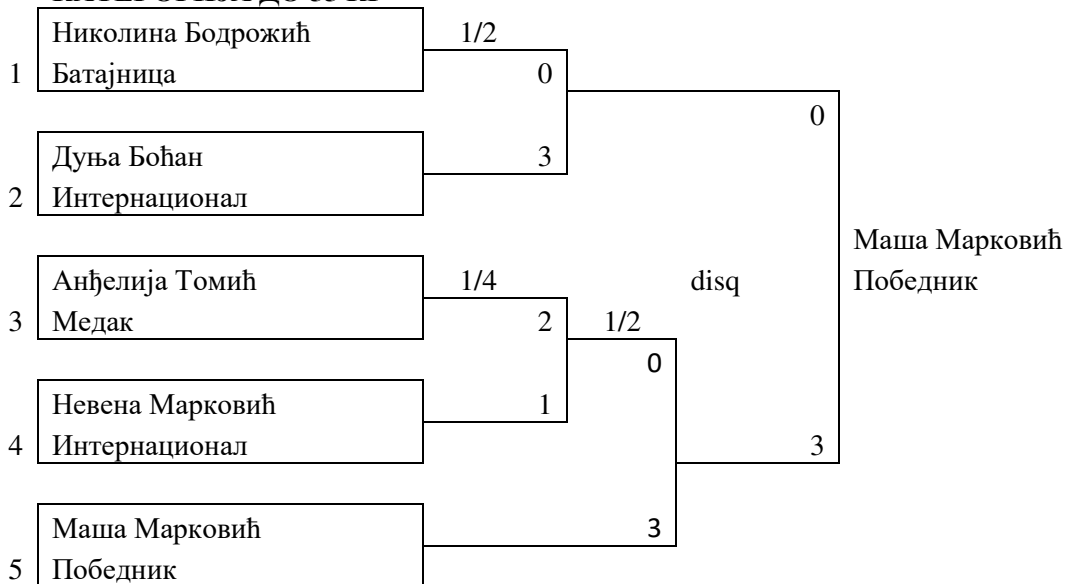 Николина Бодрожић
1/2
1
Батајница
0
0
Дуња Боћан
3
2
Интернационал
Маша Марковић
Анђелија Томић
1/4
disq
Победник
3
Медак
2
1/2
0
Невена Марковић
1
4
Интернационал
3
Маша Марковић
3
5
Победник